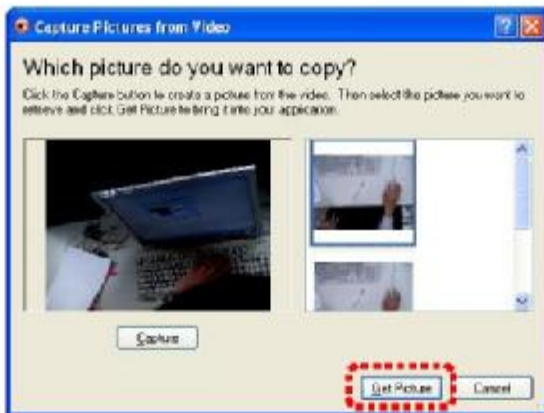 Capture Pictures from Video
Which picture do you want to copy?
Click the Capture button to create a picture from the video. Then select the picture you want to
retrieve and click Get Picture to bring it into your application.
Capture
Get Picture Cancel